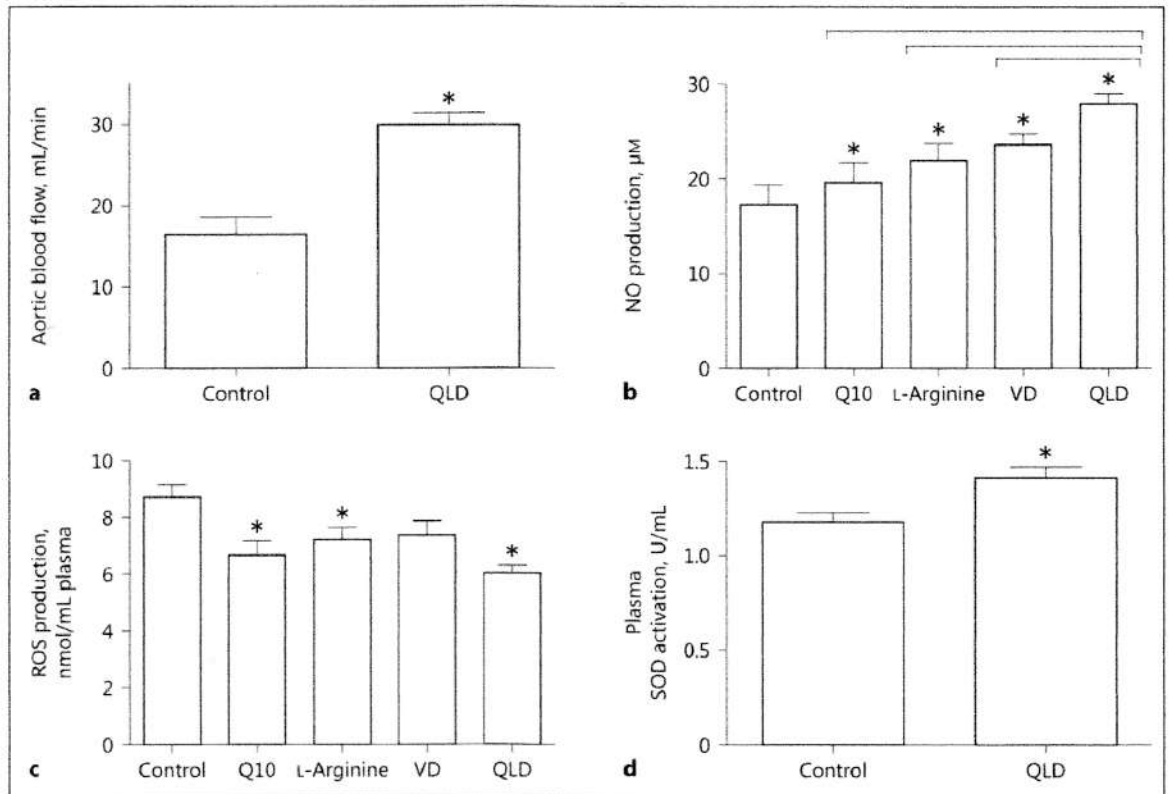 Aortic blood flow, mL/min
30
20
10
0
*
Control
QLD
a
NO production, µM
30
20
10
0
*
*
*
*
Control
Q10
L-Arginine
VD
QLD
b
ROS production,
nmol/mL plasma
10
8
6
4
2
0
*
*
*
Control
Q10
L-Arginine
VD
QLD
c
Plasma
SOD activation, U/mL
1.5
1.0
0.5
0
*
Control
QLD
d